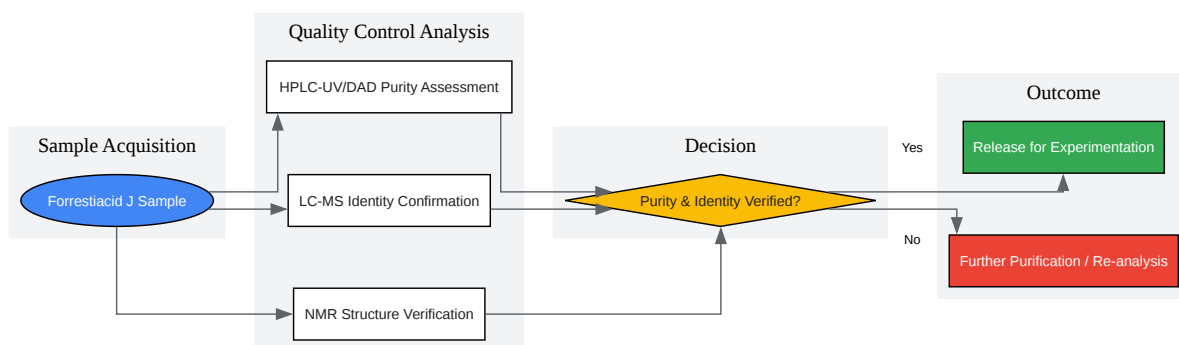 Sample Acquisition
Forrestiacid J Sample
Quality Control Analysis
HPLC-UV/DAD Purity Assessment
LC-MS Identity Confirmation
NMR Structure Verification
Decision
Purity & Identity Verified?
Yes
No
Outcome
Release for Experimentation
Further Purification / Re-analysis